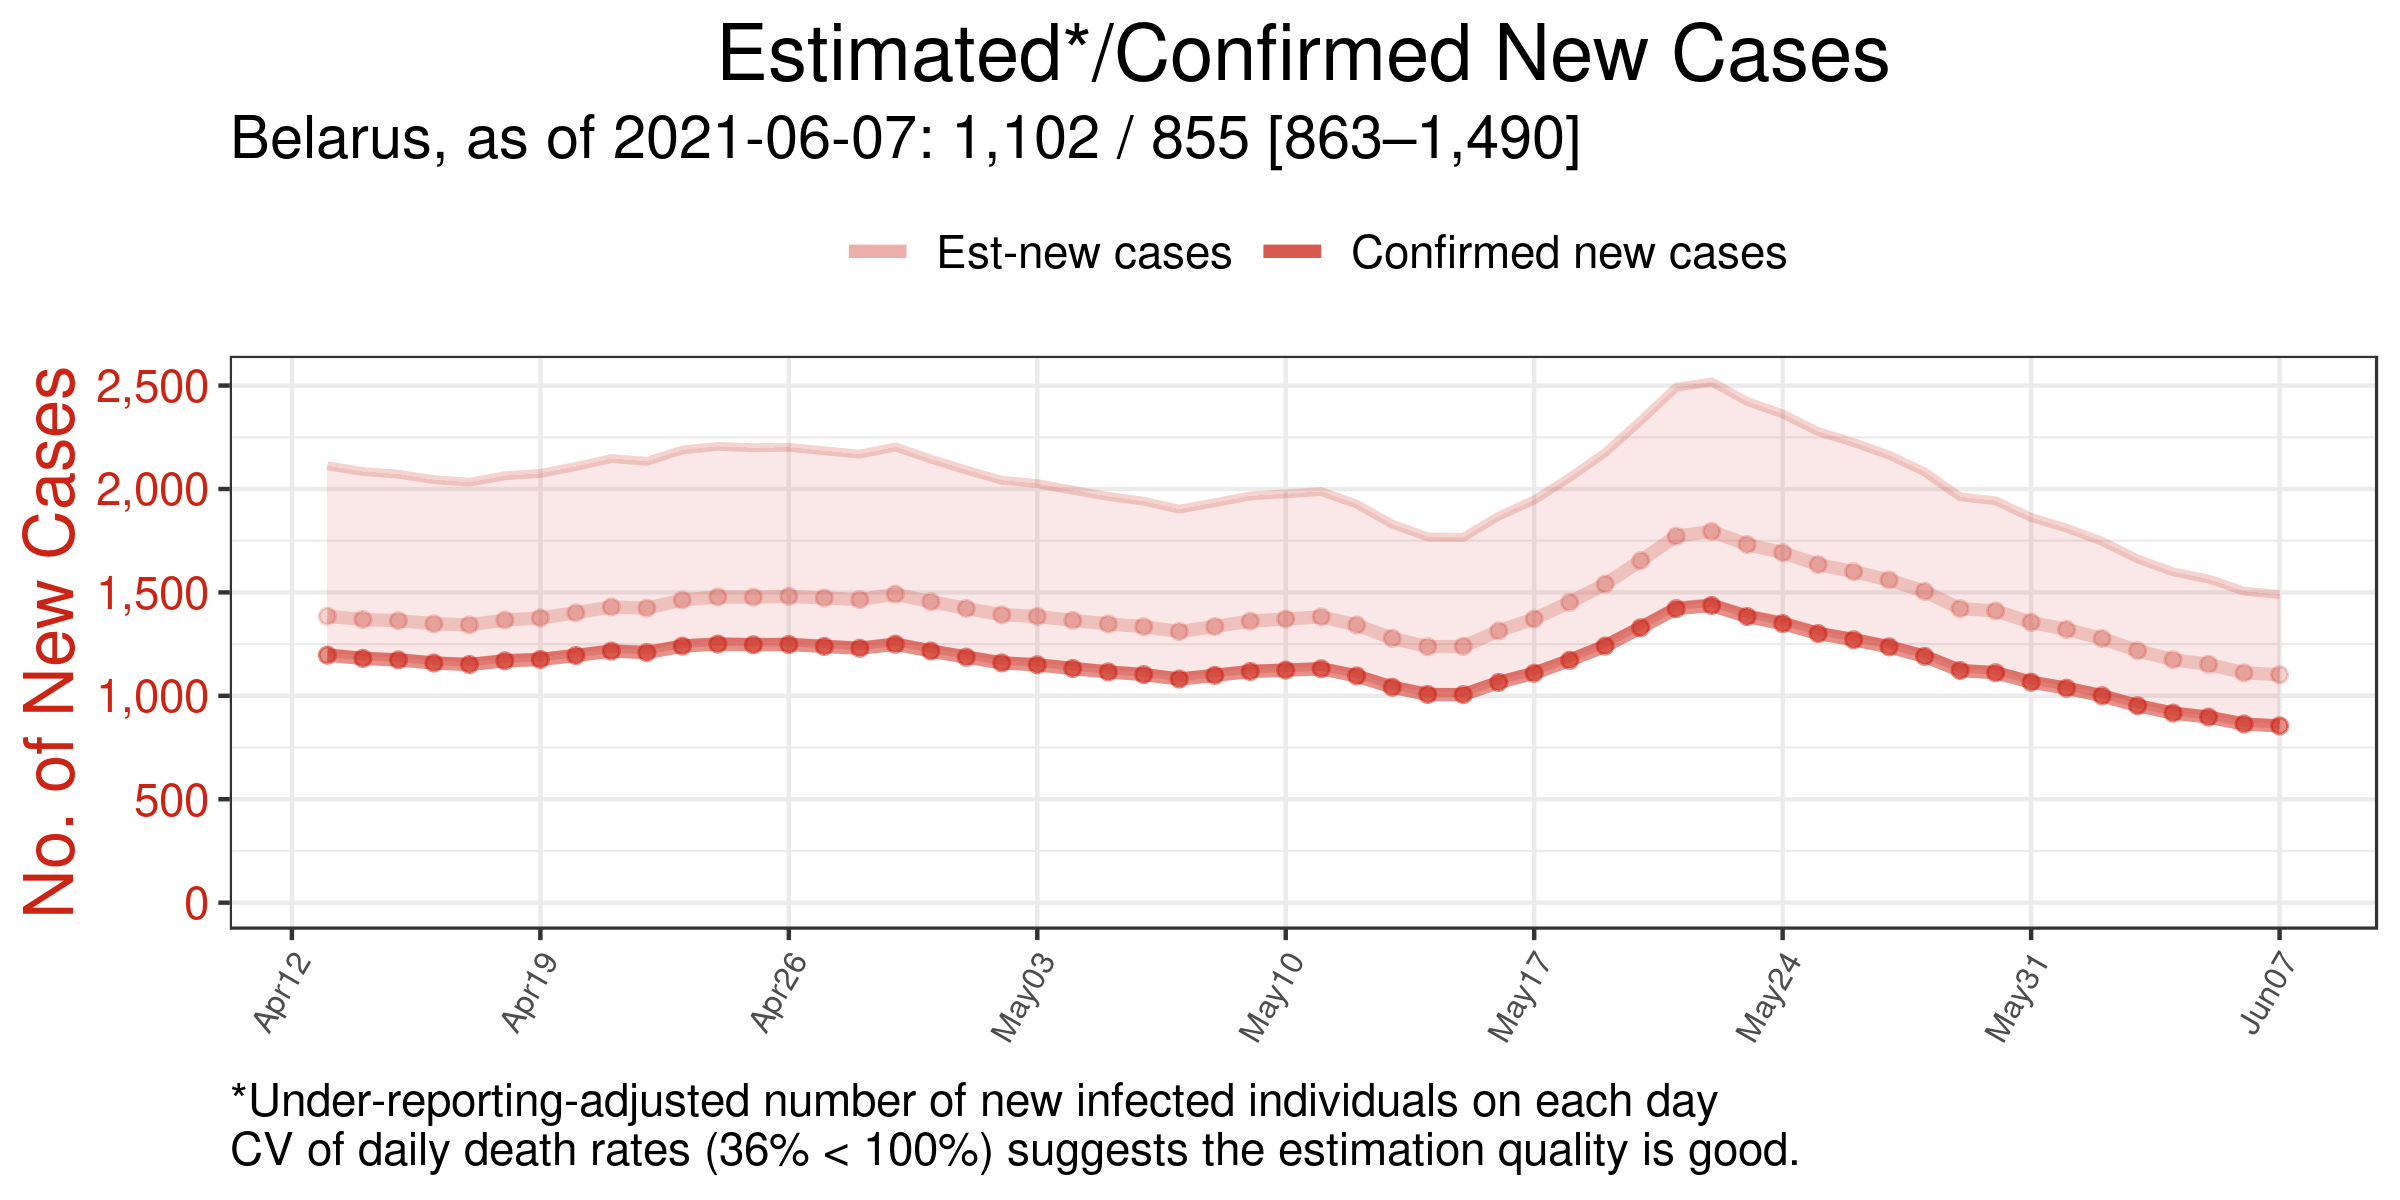 Estimated*/Confirmed New Cases
Belarus, as of 2021-06-07: 1,102 / 855 [863–1,490]
Est-new cases
Confirmed new cases
No. of New Cases
2,500
2,000
1,500
1,000
500
0
Apr12
Apr19
Apr26
May03
May10
May17
May24
May31
Jun07
*Under-reporting-adjusted number of new infected individuals on each day
CV of daily death rates (36% < 100%) suggests the estimation quality is good.